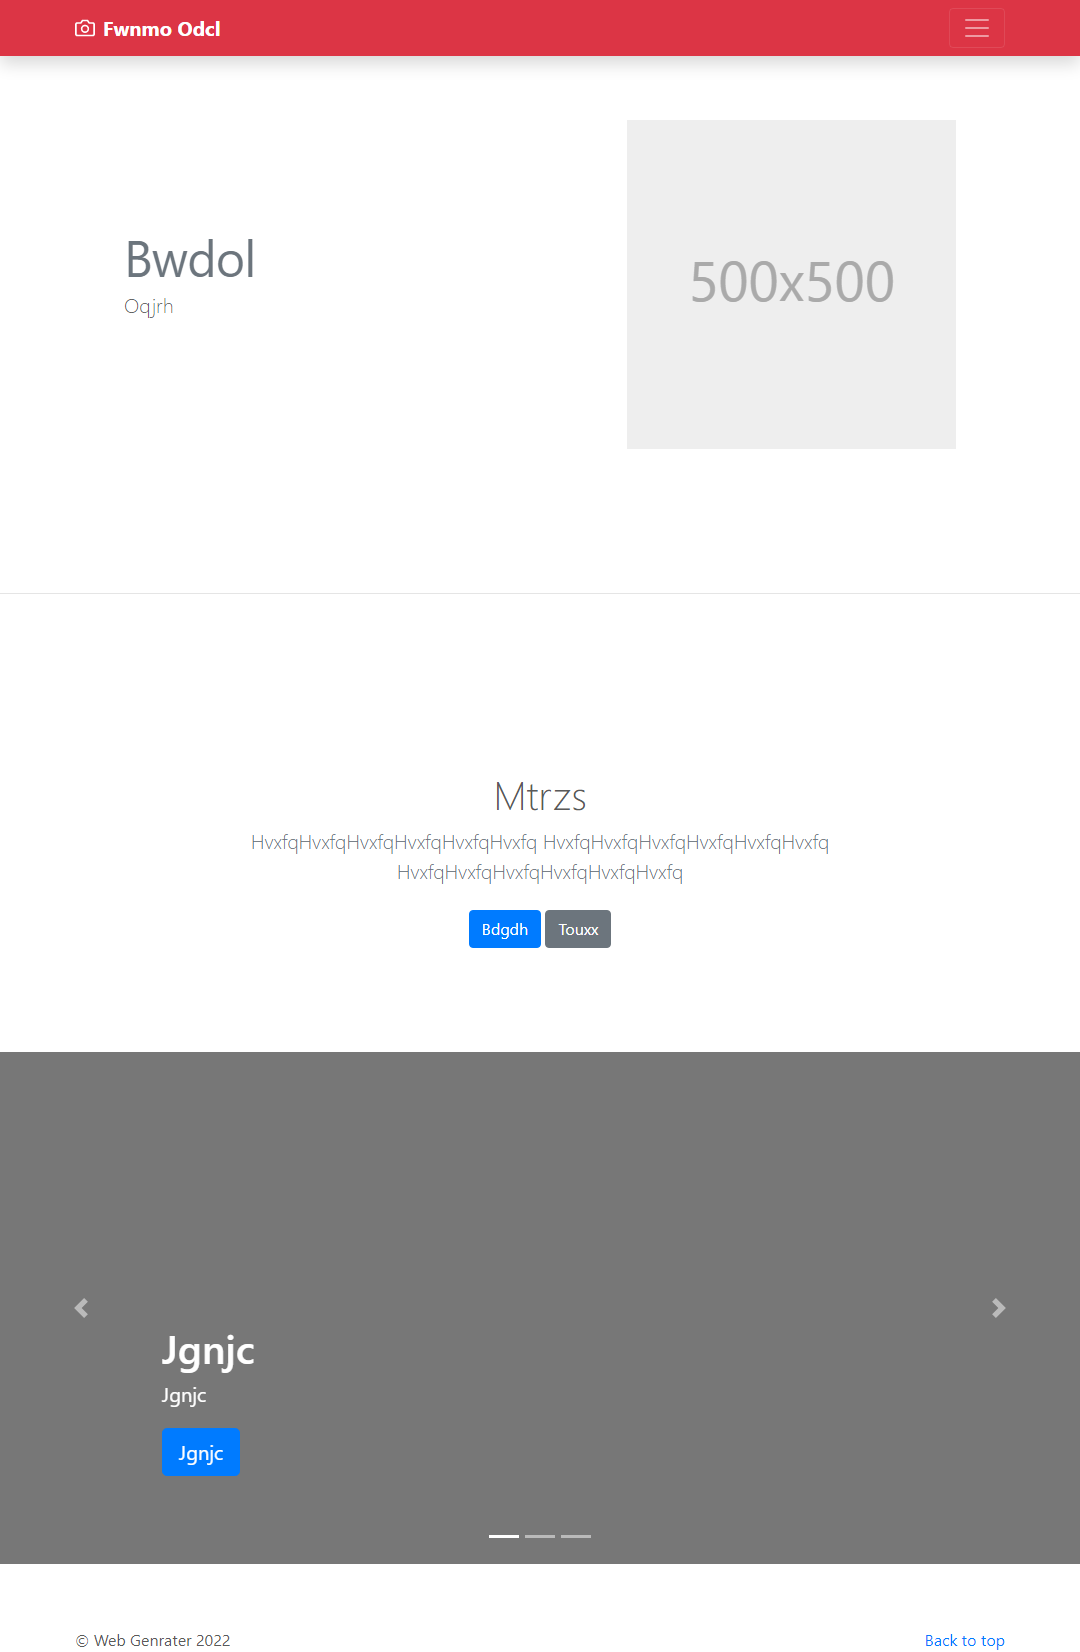 Fwnmo Odcl
Bwdol
Oqjrh
500x500
Mtrzs
HvxfqHvxfqHvxfqHvxfqHvxfqHvxfq HvxfqHvxfqHvxfqHvxfqHvxfqHvxfq
HvxfqHvxfqHvxfqHvxfqHvxfqHvxfq
Bdgdh Touxx
Jgnjc
Jgnjc
Jgnjc
© Web Genrater 2022 Back to top